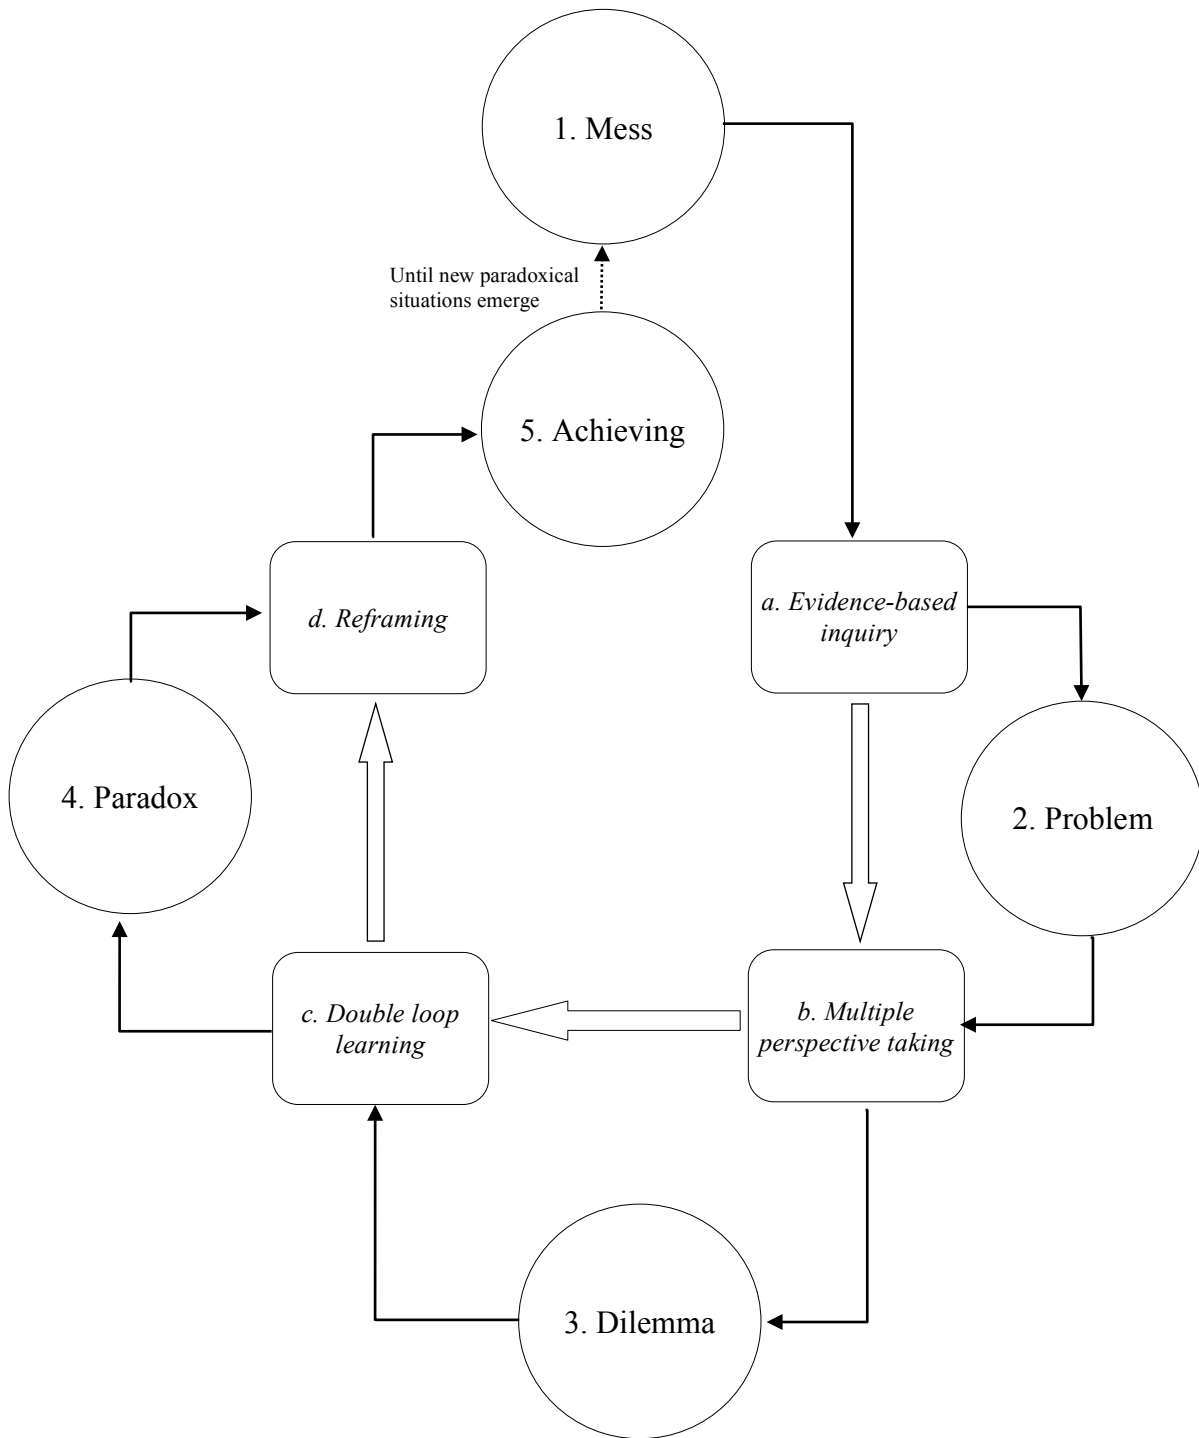 1. Mess
Until new paradoxical
situations emerge
5. Achieving
a. Evidence-based
inquiry
d. Reframing
2. Problem
4. Paradox
b. Multiple
perspective taking
c. Double loop
learning
3. Dilemma